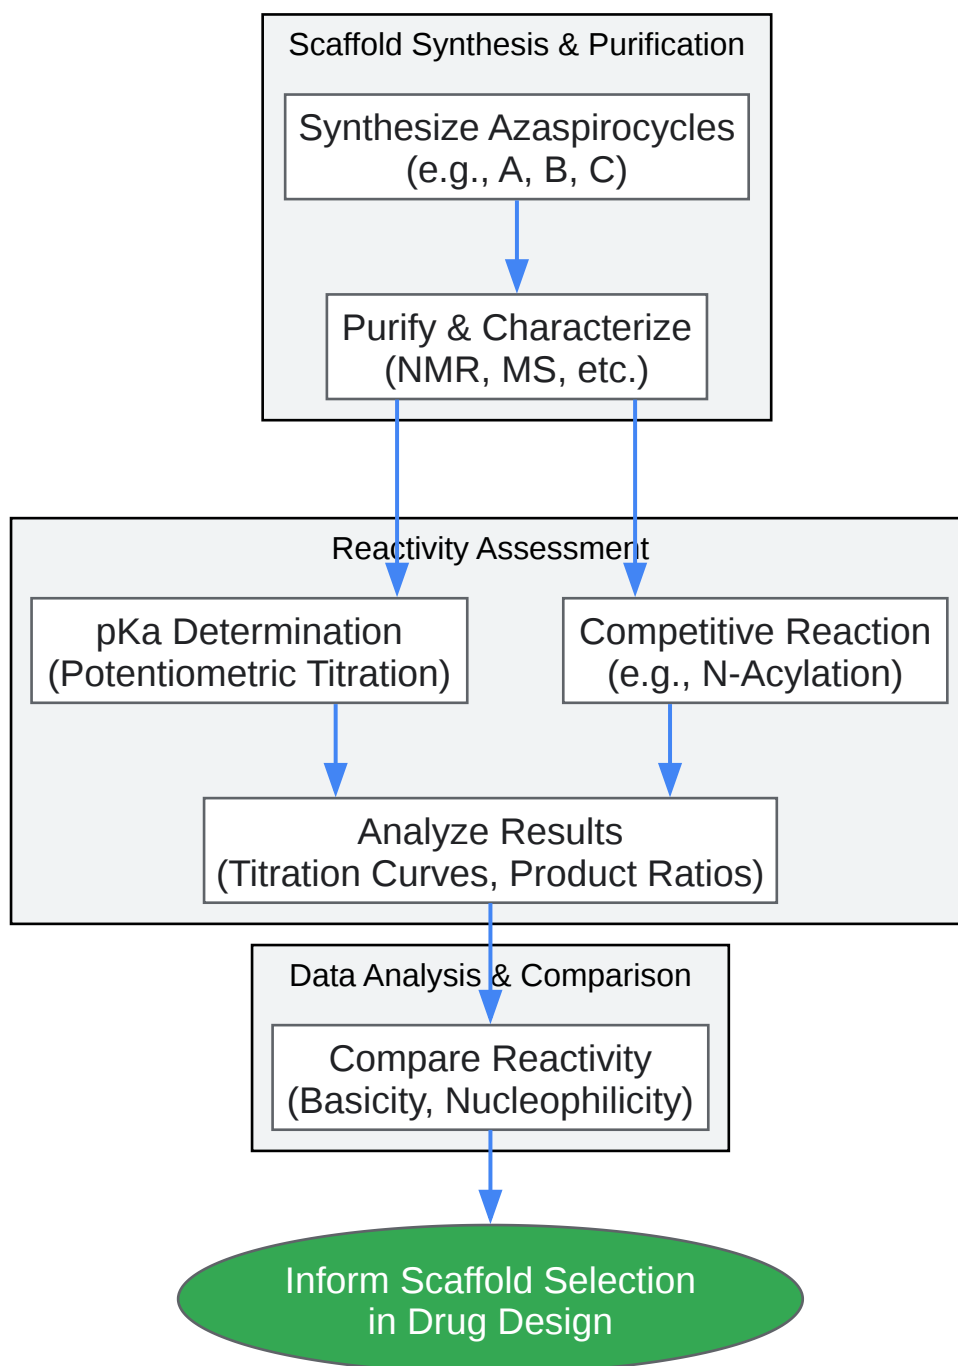 Scaffold Synthesis & Purification
Synthesize Azaspirocycles
(e.g., A, B, C)
Purify & Characterize
(NMR, MS, etc.)
Reactivity Assessment
pKa Determination
(Potentiometric Titration)
Competitive Reaction
(e.g., N-Acylation)
Analyze Results
(Titration Curves, Product Ratios)
Data Analysis & Comparison
Compare Reactivity
(Basicity, Nucleophilicity)
Inform Scaffold Selection
in Drug Design